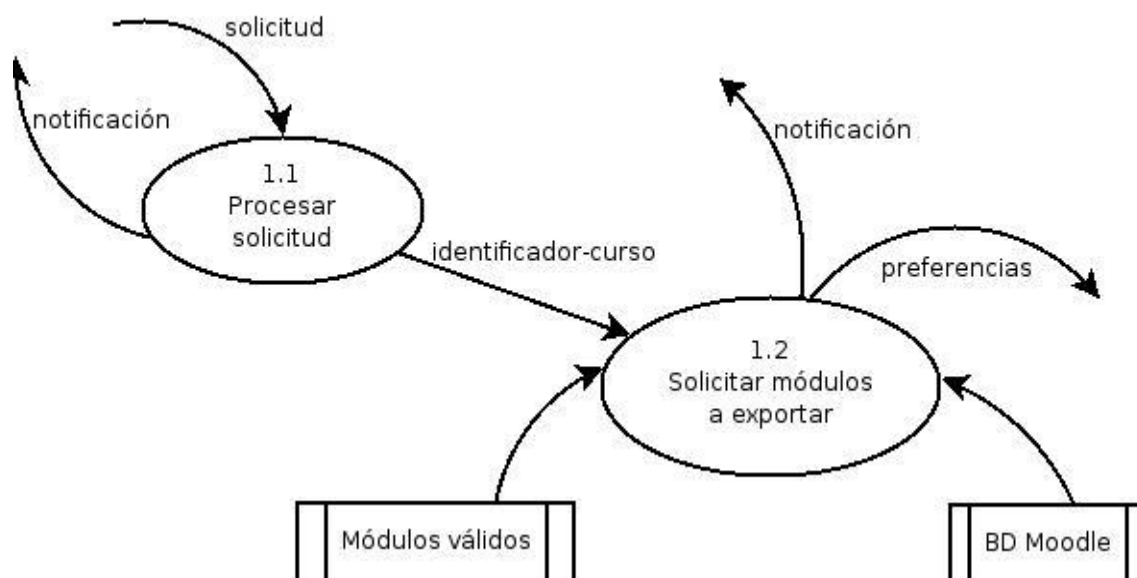 solicitud
notificación
1.1
Procesar
solicitud
notificación
identificador-curso
preferencias
1.2
Solicitar módulos
a exportar
Módulos válidos
BD Moodle